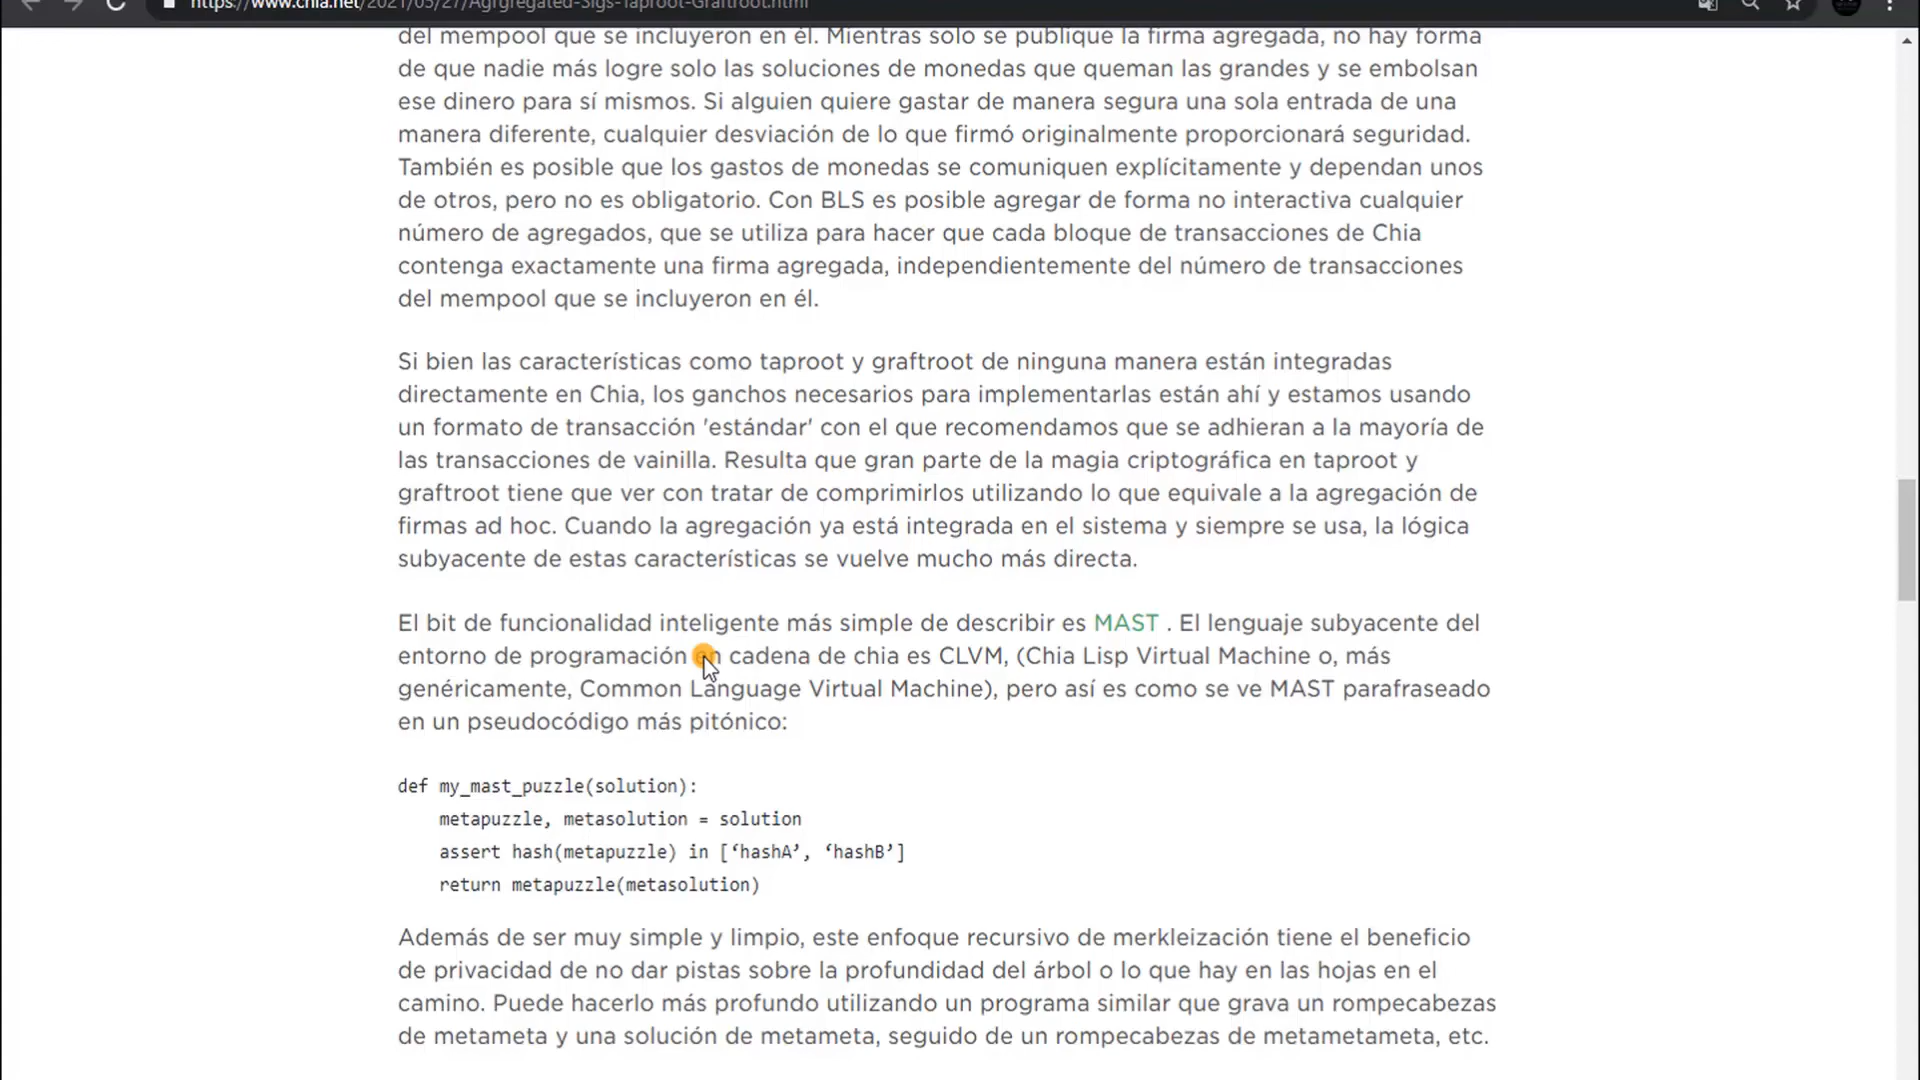 https://www.chia.net/2021/05/27/Agrgregated-Sigs-Taproot-Graftroot.html
del mempool que se incluyeron en él. Mientras solo se publique la firma agregada, no hay forma
de que nadie más logre solo las soluciones de monedas que queman las grandes y se embolsan
ese dinero para sí mismos. Si alguien quiere gastar de manera segura una sola entrada de una
manera diferente, cualquier desviación de lo que firmó originalmente proporcionará seguridad.
También es posible que los gastos de monedas se comuniquen explícitamente y dependan unos
de otros, pero no es obligatorio. Con BLS es posible agregar de forma no interactiva cualquier
número de agregados, que se utiliza para hacer que cada bloque de transacciones de Chia
contenga exactamente una firma agregada, independientemente del número de transacciones
del mempool que se incluyeron en él.
Si bien las características como taproot y graftroot de ninguna manera están integradas
directamente en Chia, los ganchos necesarios para implementarlas están ahí y estamos usando
un formato de transacción 'estándar' con el que recomendamos que se adhieran a la mayoría de
las transacciones de vainilla. Resulta que gran parte de la magia criptográfica en taproot y
graftroot tiene que ver con tratar de comprimirlos utilizando lo que equivale a la agregación de
firmas ad hoc. Cuando la agregación ya está integrada en el sistema y siempre se usa, la lógica
subyacente de estas características se vuelve mucho más directa.
El bit de funcionalidad inteligente más simple de describir es MAST . El lenguaje subyacente del
entorno de programación en cadena de chia es CLVM, (Chia Lisp Virtual Machine o, más
genéricamente, Common Language Virtual Machine), pero así es como se ve MAST parafraseado
en un pseudocódigo más pitónico:
def my_mast_puzzle(solution):
    metapuzzle, metasolution = solution
    assert hash(metapuzzle) in [‘hashA’, ‘hashB’]
    return metapuzzle(metasolution)
Además de ser muy simple y limpio, este enfoque recursivo de merkleización tiene el beneficio
de privacidad de no dar pistas sobre la profundidad del árbol o lo que hay en las hojas en el
camino. Puede hacerlo más profundo utilizando un programa similar que grava un rompecabezas
de metameta y una solución de metameta, seguido de un rompecabezas de metametameta, etc.